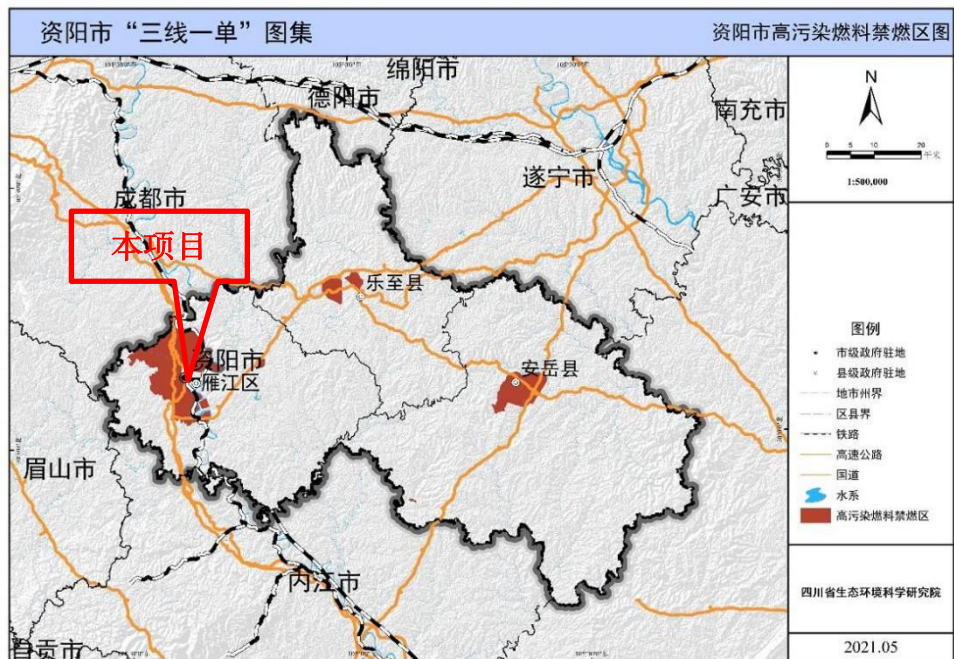 资阳市“三线一单”图集
资阳市高污染燃料禁燃区图
绵阳市
德阳市
南充市
遂宁市
成都市
广安市
本项目
乐至县
资阳市
雁江区
安岳县
眉山市
内江市
自贡市
N
0 5 10 20
千米
1:500,000
图例
市级政府驻地
县级政府驻地
地市州界
区县界
铁路
高速公路
国道
水系
高污染燃料禁燃区
四川省生态环境科学研究院
2021.05